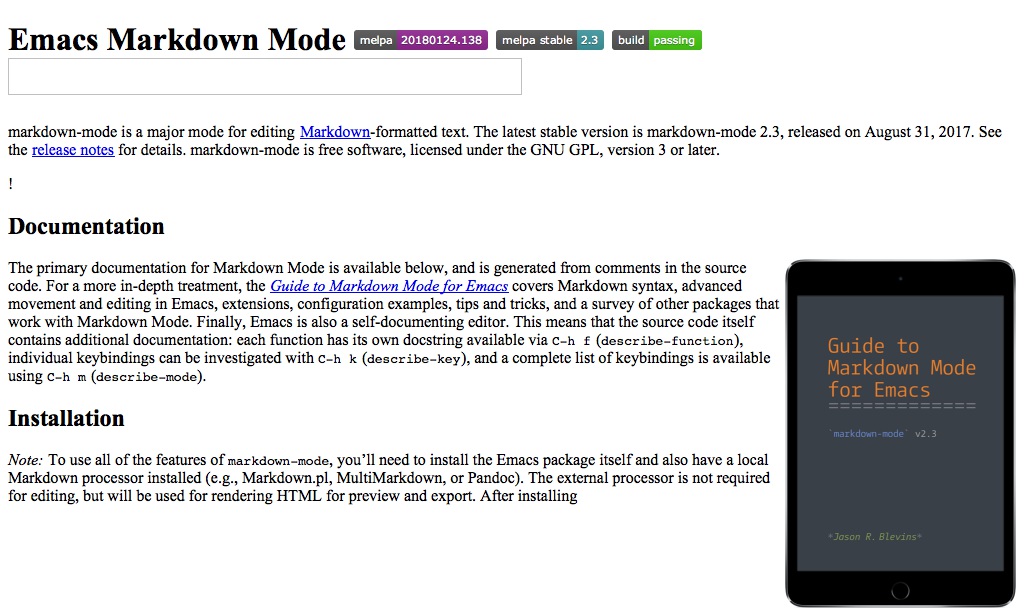 Emacs Markdown Mode melpa 20180124.138 melpa stable 2.3 build passing
markdown-mode is a major mode for editing Markdown-formatted text. The latest stable version is markdown-mode 2.3, released on August 31, 2017. See
the release notes for details. markdown-mode is free software, licensed under the GNU GPL, version 3 or later.
!
Documentation
The primary documentation for Markdown Mode is available below, and is generated from comments in the source
code. For a more in-depth treatment, the Guide to Markdown Mode for Emacs covers Markdown syntax, advanced
movement and editing in Emacs, extensions, configuration examples, tips and tricks, and a survey of other packages that
work with Markdown Mode. Finally, Emacs is also a self-documenting editor. This means that the source code itself
contains additional documentation: each function has its own docstring available via C-h f (describe-function),
individual keybindings can be investigated with C-h k (describe-key), and a complete list of keybindings is available
using C-h m (describe-mode).
Installation
Note: To use all of the features of markdown-mode, you’ll need to install the Emacs package itself and also have a local
Markdown processor installed (e.g., Markdown.pl, MultiMarkdown, or Pandoc). The external processor is not required
for editing, but will be used for rendering HTML for preview and export. After installing
Guide to
Markdown Mode
for Emacs
=============
`markdown-mode` v2.3
*Jason R. Blevins*